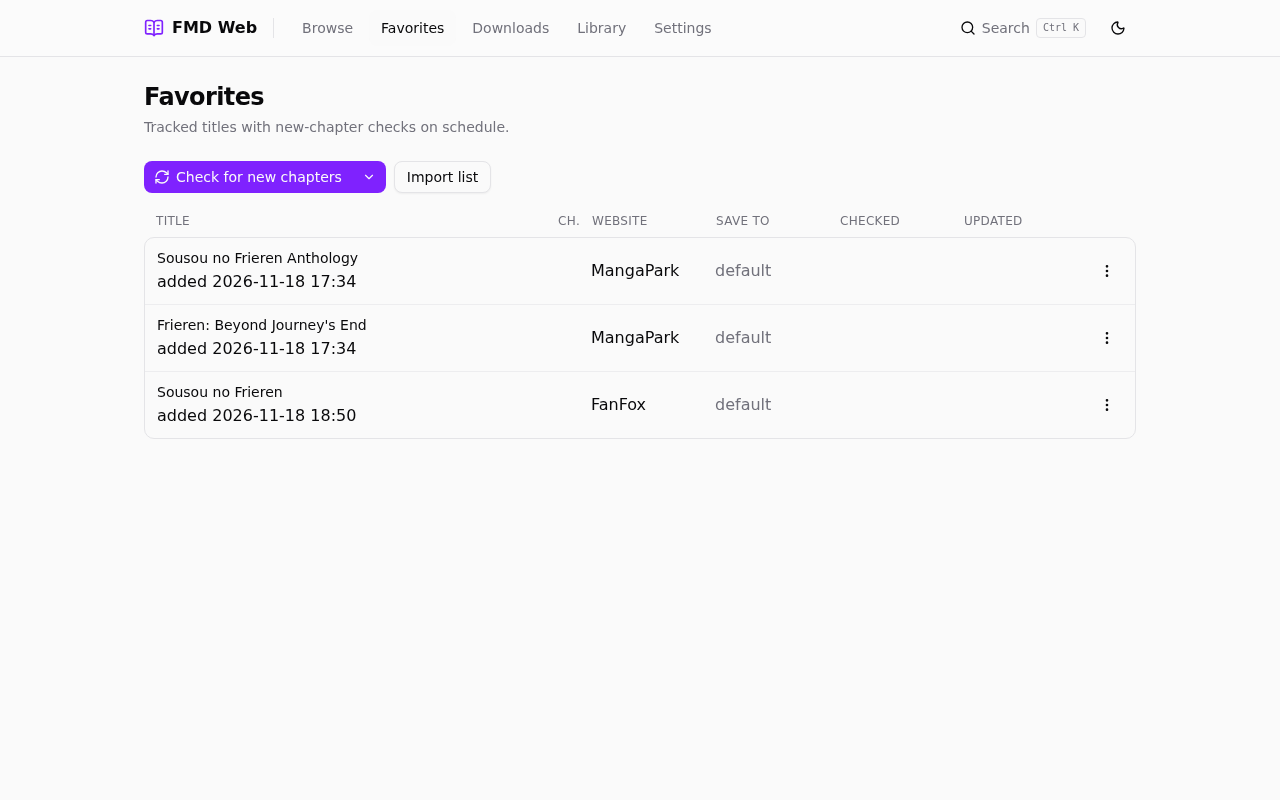 FMD Web Browse Favorites Downloads Library Settings Search Ctrl K
Favorites
Tracked titles with new-chapter checks on schedule.
Check for new chapters Import list
TITLE CH. WEBSITE SAVE TO CHECKED UPDATED
Sousou no Frieren Anthology
added 2026-11-18 17:34 MangaPark default
Frieren: Beyond Journey's End
added 2026-11-18 17:34 MangaPark default
Sousou no Frieren
added 2026-11-18 18:50 FanFox default